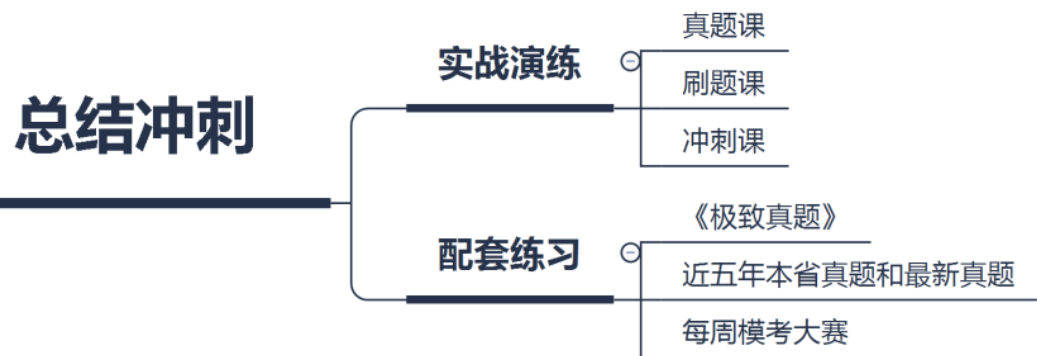 总结冲刺
实战演练
真题课
刷题课
冲刺课
配套练习
《极致真题》
近五年本省真题和最新真题
每周模考大赛